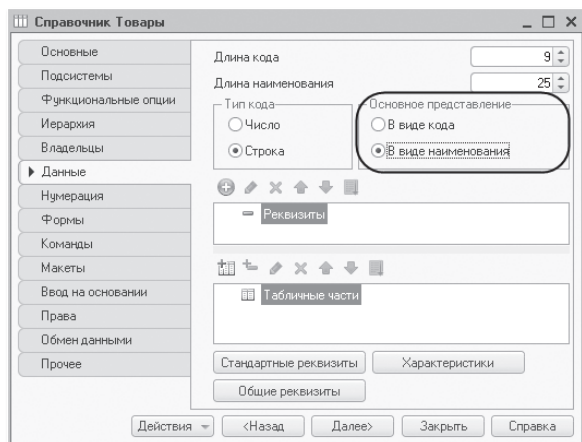 Справочник Товары
Основные
Подсистемы
Функциональные опции
Иерархия
Владельцы
Данные
Нумерация
Формы
Команды
Макеты
Ввод на основании
Права
Обмен данными
Прочее
Длина кода
9
Длина наименования
25
Тип кода
Число
Строка
Основное представление
В виде кода
В виде наименования
Реквизиты
Табличные части
Стандартные реквизиты
Характеристики
Общие реквизиты
Действия
<Назад
Далее>
Закрыть
Справка